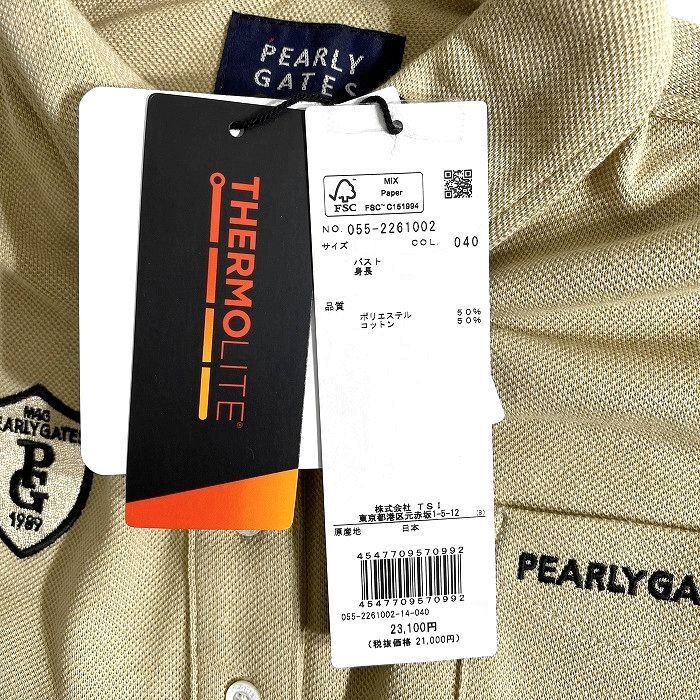 PEARLY
GATES
THERMOLITE®
MIX
Paper
FSC
FSC™ C151994
NO. 055-2261002
サイズ COL. 040
バスト
身長
品質
ポリエステル 50%
コットン 50%
株式会社 TSI
東京都港区元赤坂1-5-12 (B)
原産地 日本
4547709570992
4547709570992
055-2261002-14-040
23,100円
(税抜価格 21,000円)
M4G
EARLYGATES
PG
1989
PEARLYGA